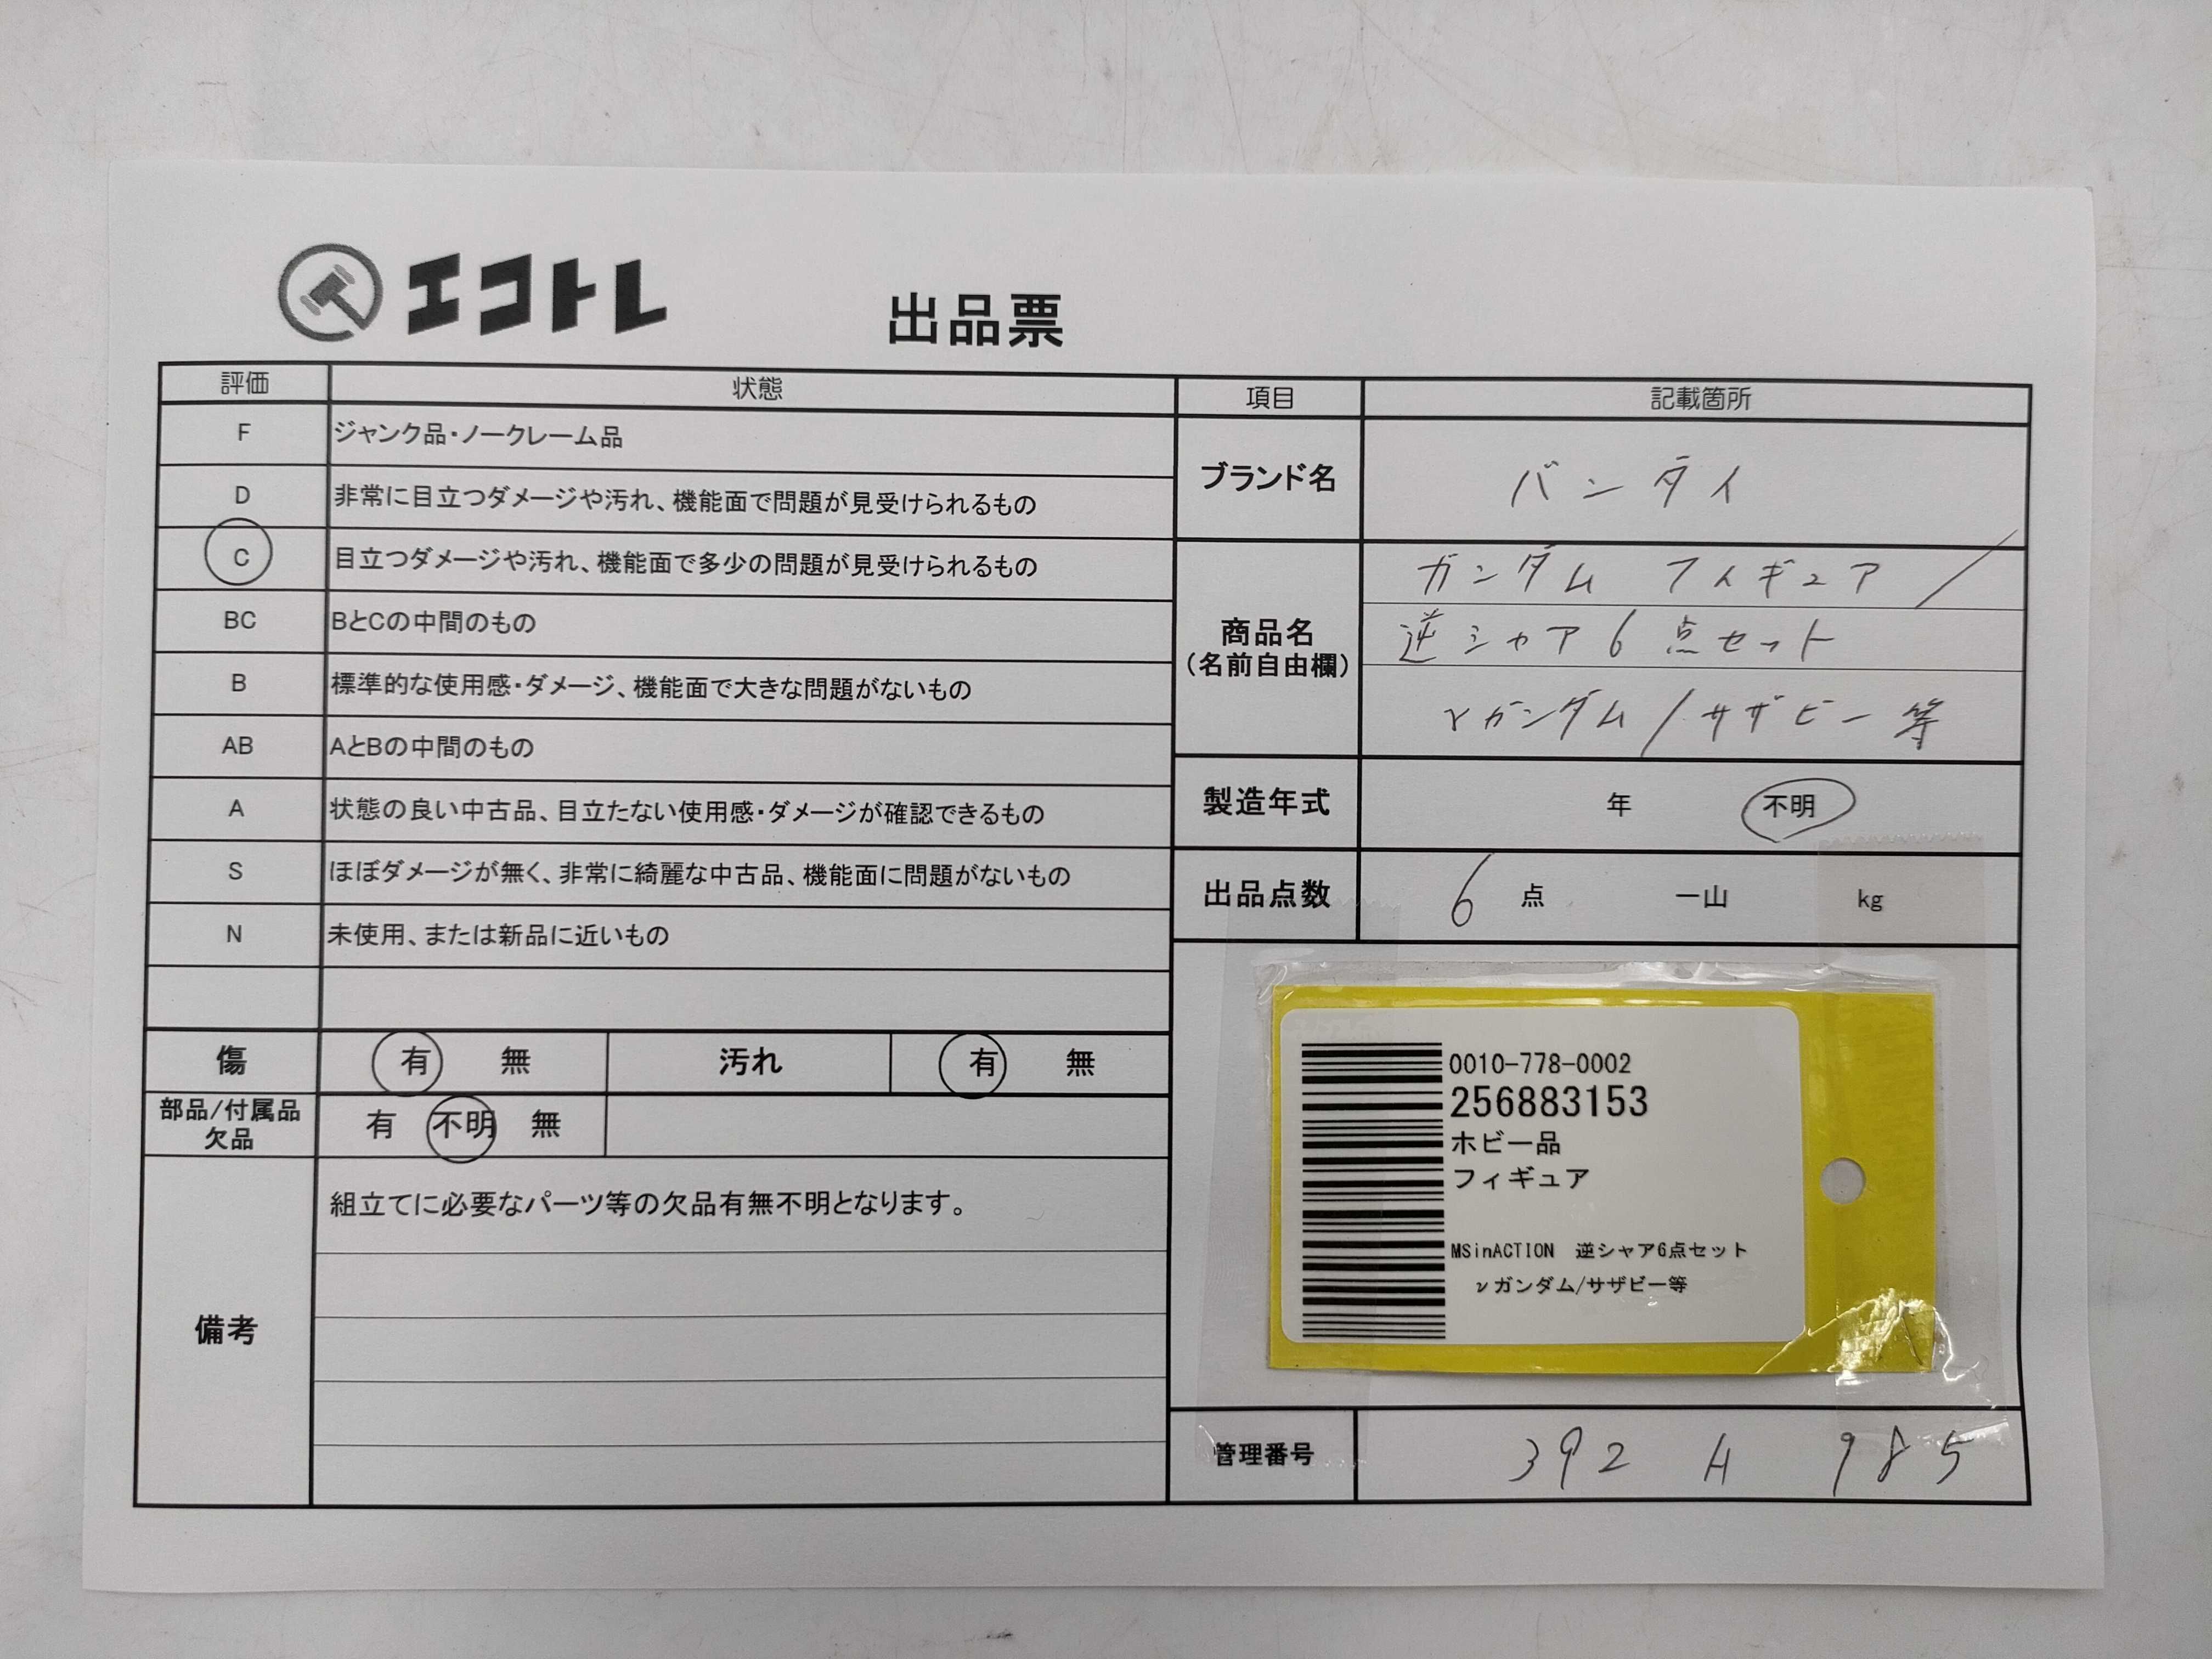 エコトレ
出品票
評価 状態
F ジャンク品・ノークレーム品
D 非常に目立つダメージや汚れ、機能面で問題が見受けられるもの
C 目立つダメージや汚れ、機能面で多少の問題が見受けられるもの
BC BとCの中間のもの
B 標準的な使用感・ダメージ、機能面で大きな問題がないもの
AB AとBの中間のもの
A 状態の良い中古品、目立たない使用感・ダメージが確認できるもの
S ほぼダメージが無く、非常に綺麗な中古品、機能面に問題がないもの
N 未使用、または新品に近いもの
傷 有 無 汚れ 有 無
部品/付属品
欠品
有 不明 無
備考
組立てに必要なパーツ等の欠品有無不明となります。
項目 記載箇所
ブランド名 バンダイ
商品名
(名前自由欄)
ガンダム フィギュア/
逆シャア6点セット
νガンダム/サザビー等
製造年式 年 不明
出品点数 6 点 一山 kg
0010-778-0002
256883153
ホビー品
フィギュア
MSinACTION 逆シャア6点セット
νガンダム/サザビー等
管理番号 392 A 985